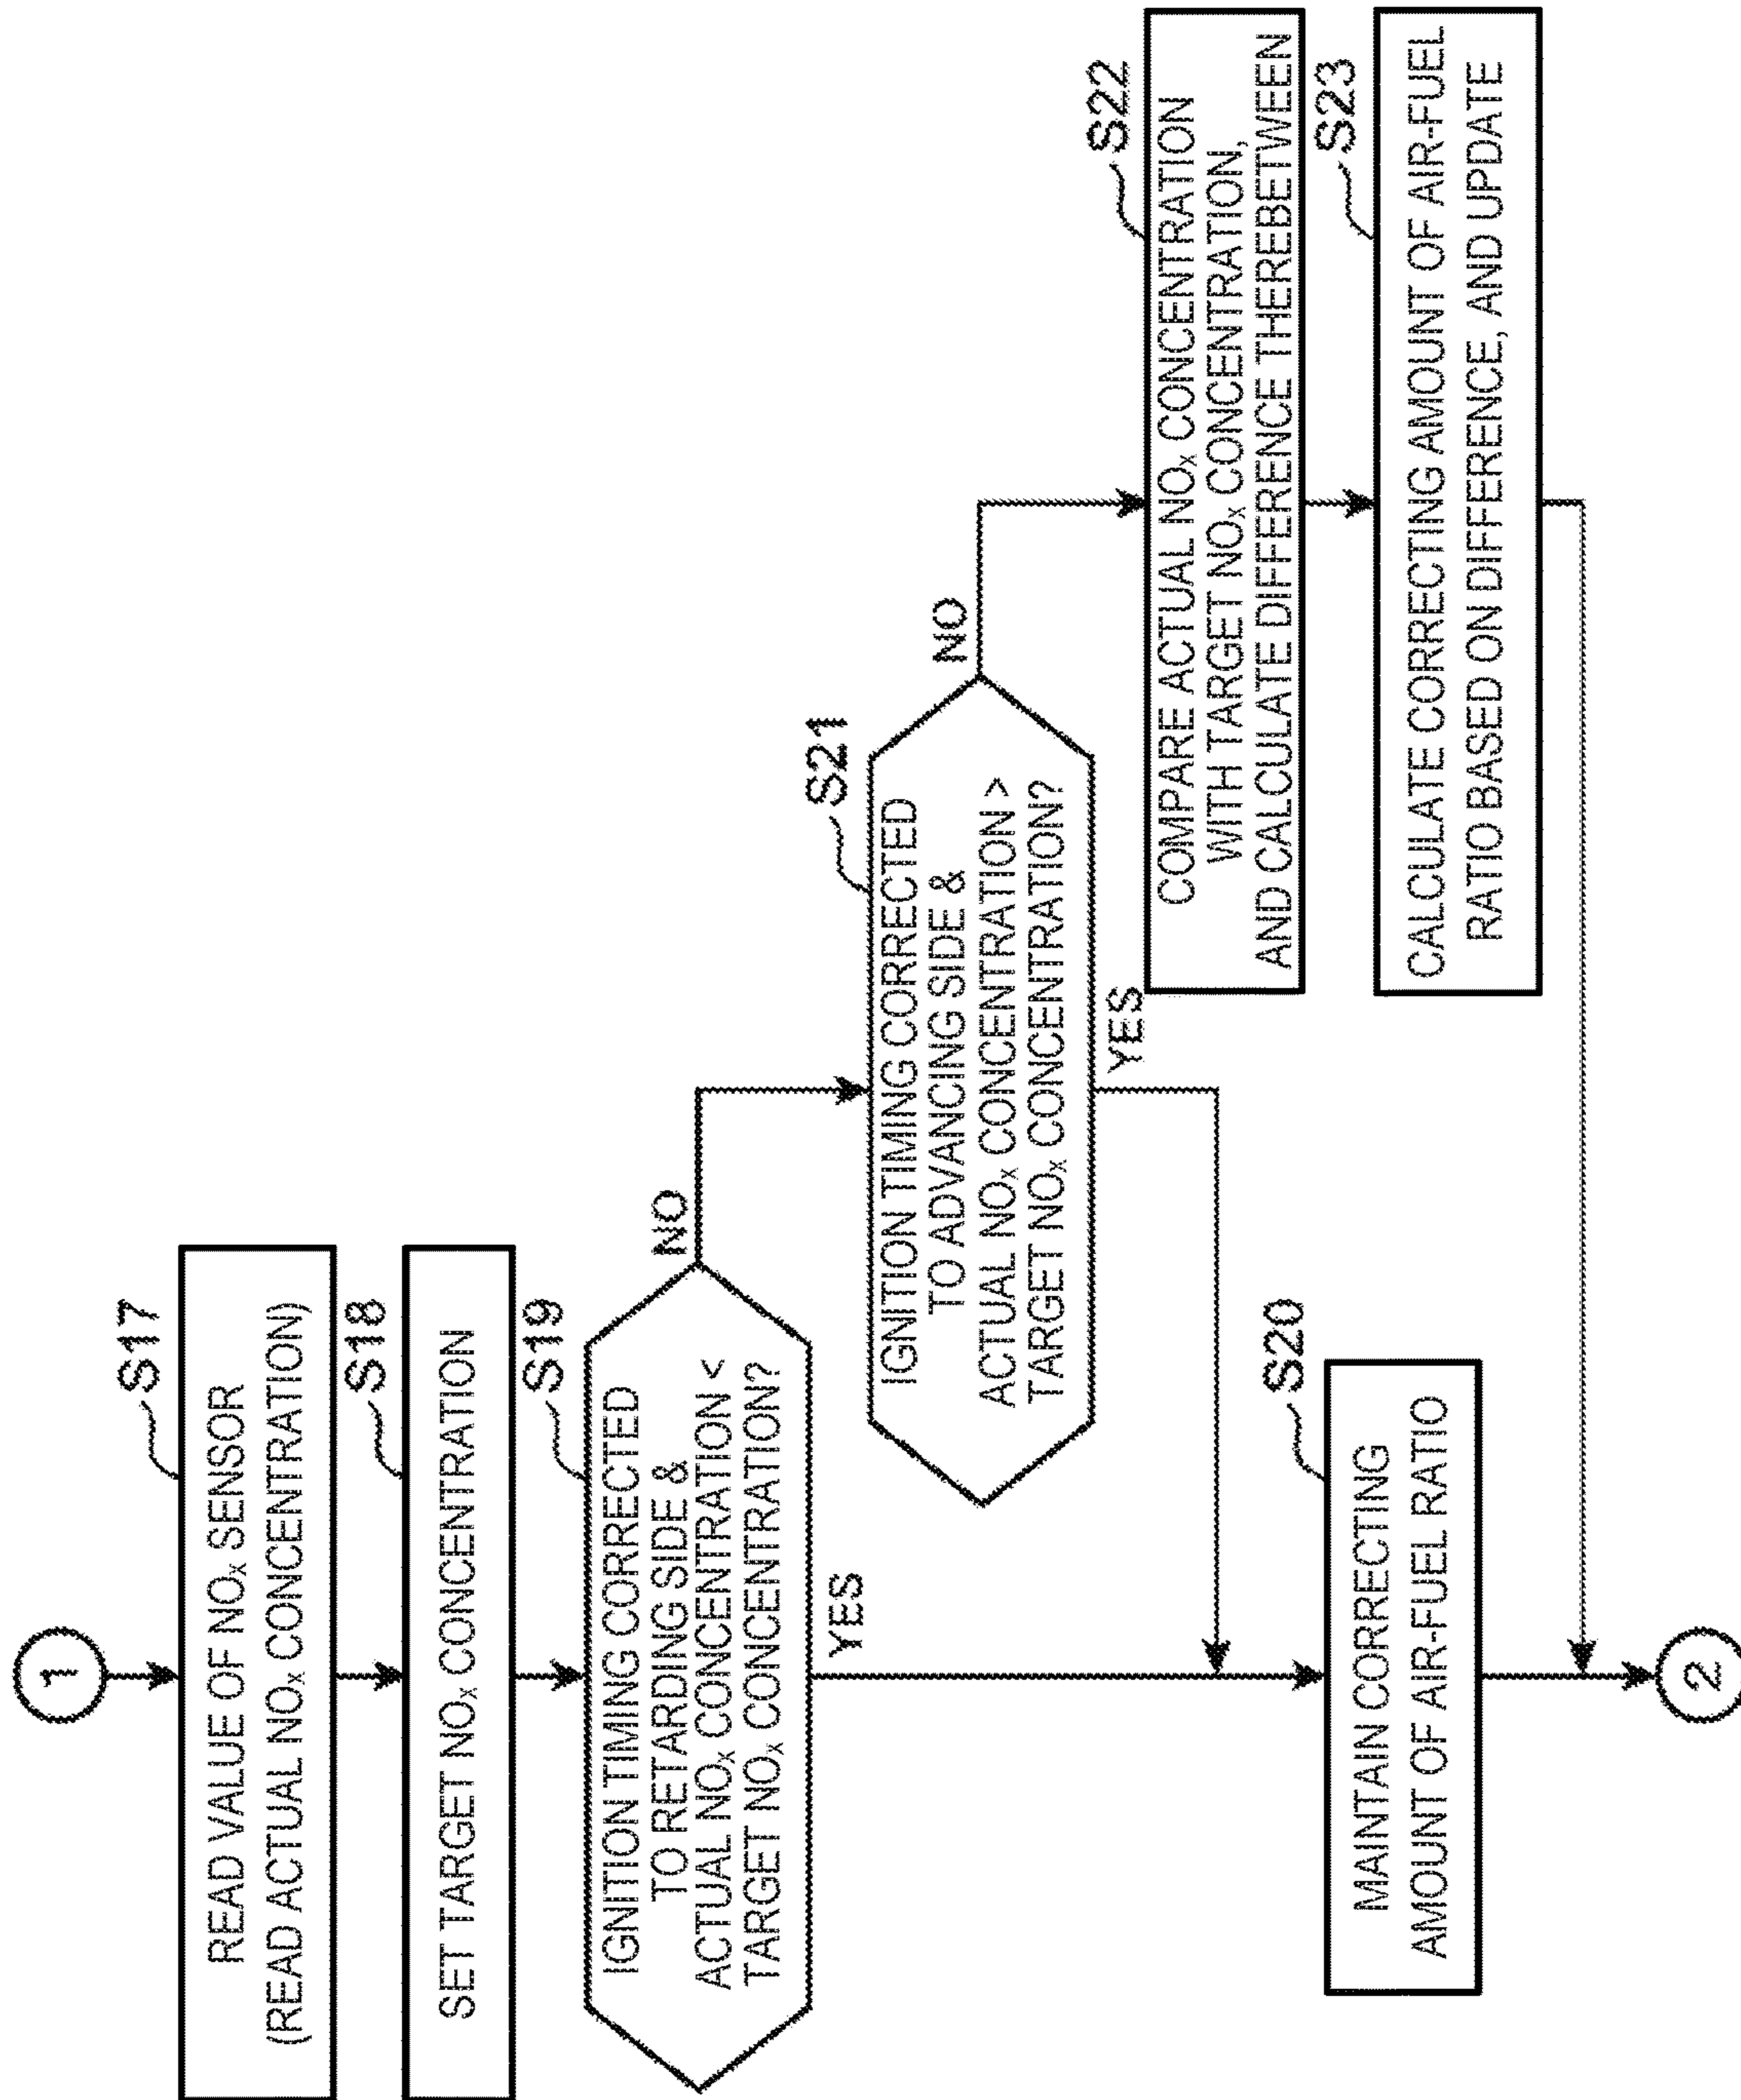 1
S17
READ VALUE OF NOx SENSOR
(READ ACTUAL NOx CONCENTRATION)
S18
SET TARGET NOx CONCENTRATION
S19
IGNITION TIMING CORRECTED
TO RETARDING SIDE &
ACTUAL NOx CONCENTRATION <
TARGET NOx CONCENTRATION?
NO
YES
S21
IGNITION TIMING CORRECTED
TO ADVANCING SIDE &
ACTUAL NOx CONCENTRATION >
TARGET NOx CONCENTRATION?
NO
YES
S22
COMPARE ACTUAL NOx CONCENTRATION
WITH TARGET NOx CONCENTRATION,
AND CALCULATE DIFFERENCE THEREBETWEEN
S20
MAINTAIN CORRECTING
AMOUNT OF AIR-FUEL RATIO
S23
CALCULATE CORRECTING AMOUNT OF AIR-FUEL
RATIO BASED ON DIFFERENCE, AND UPDATE
2